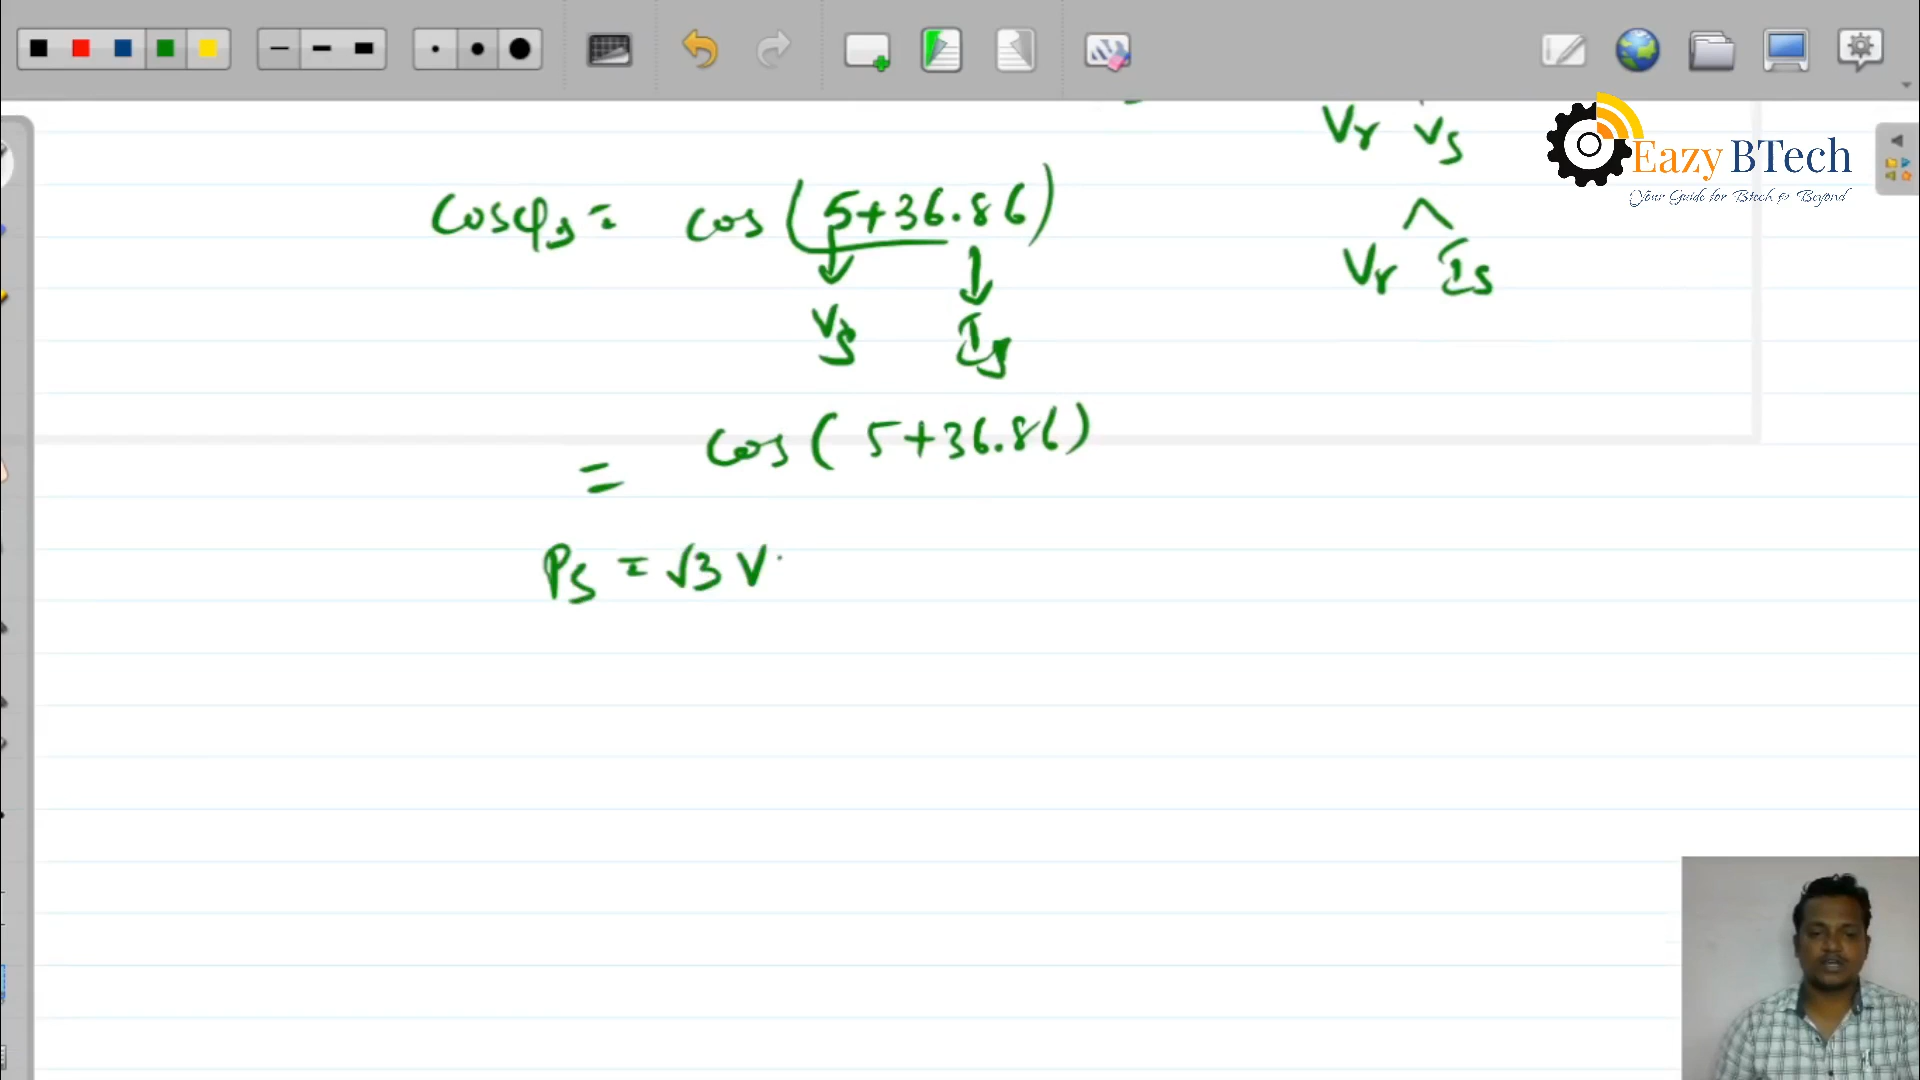 Vr Vs
Eazy BTech
Your Guide for Btech & Beyond
Cosφs = cos (5+36.86)
Vr Is
Vs Is
= Cos ( 5+36.86)
Ps = √3 V